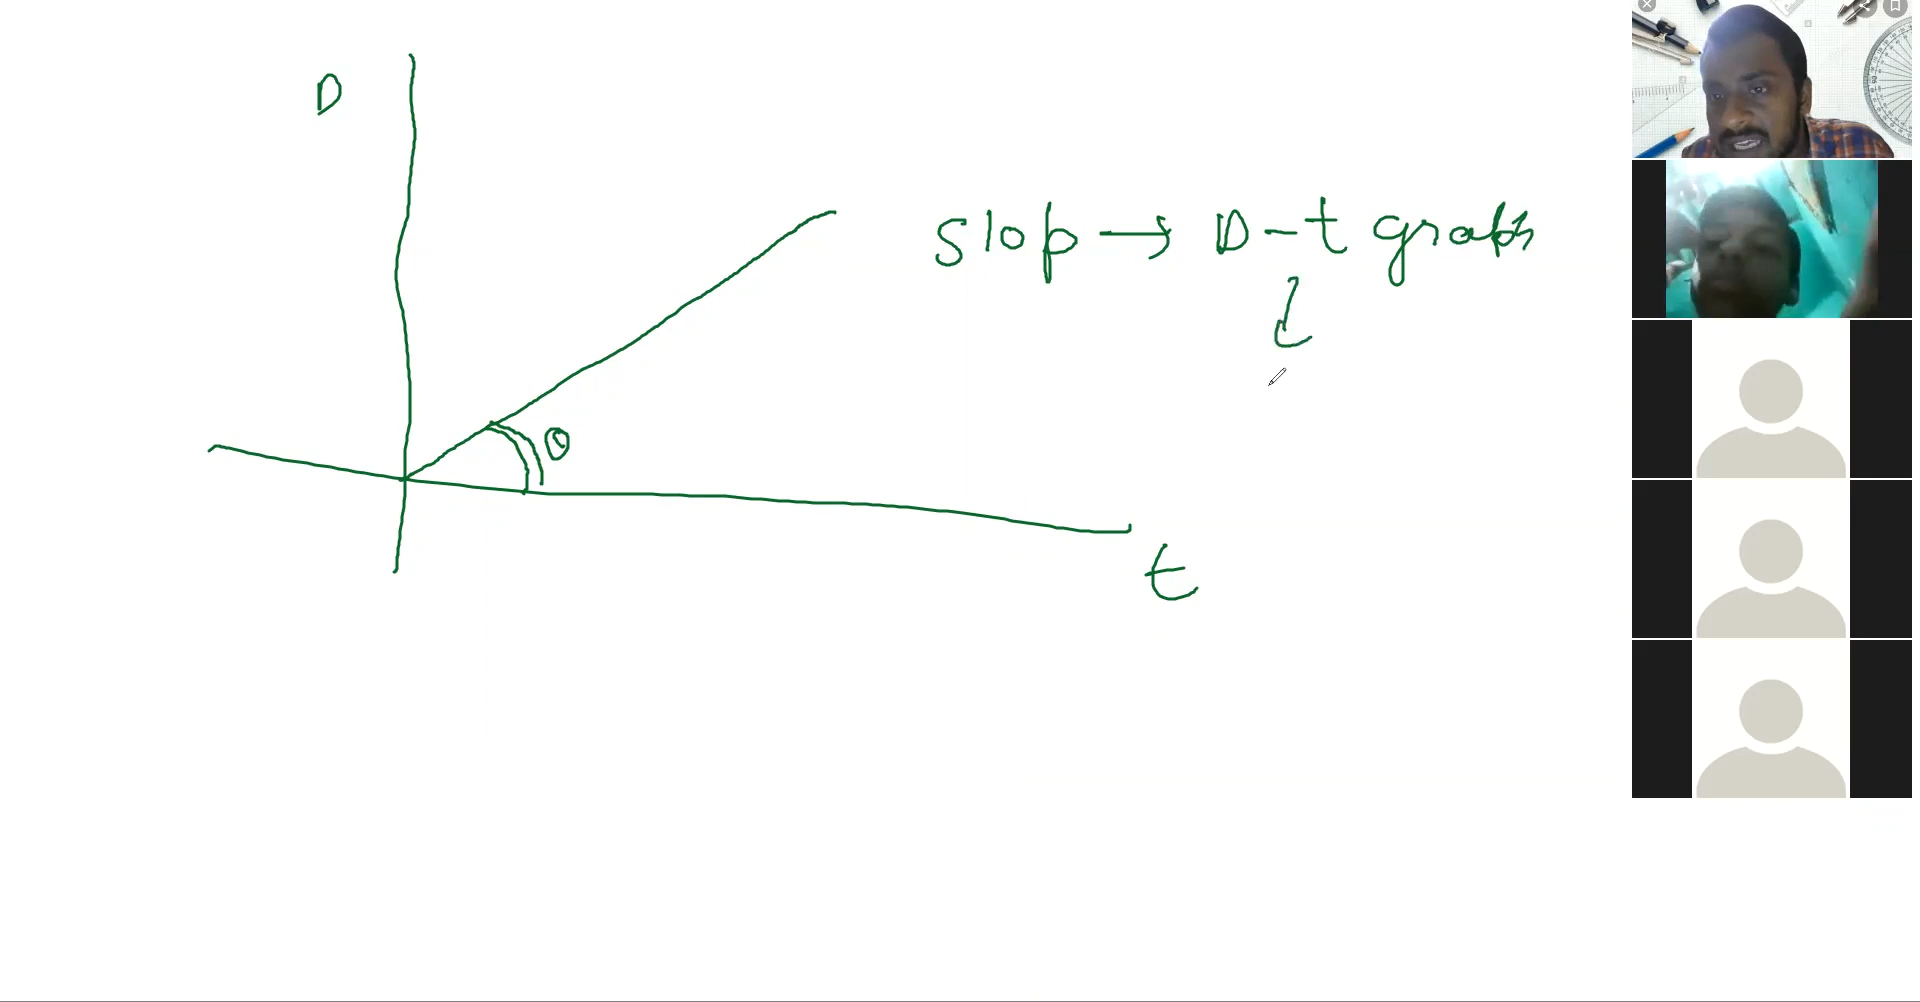 D
slop → D-t graph
θ
t